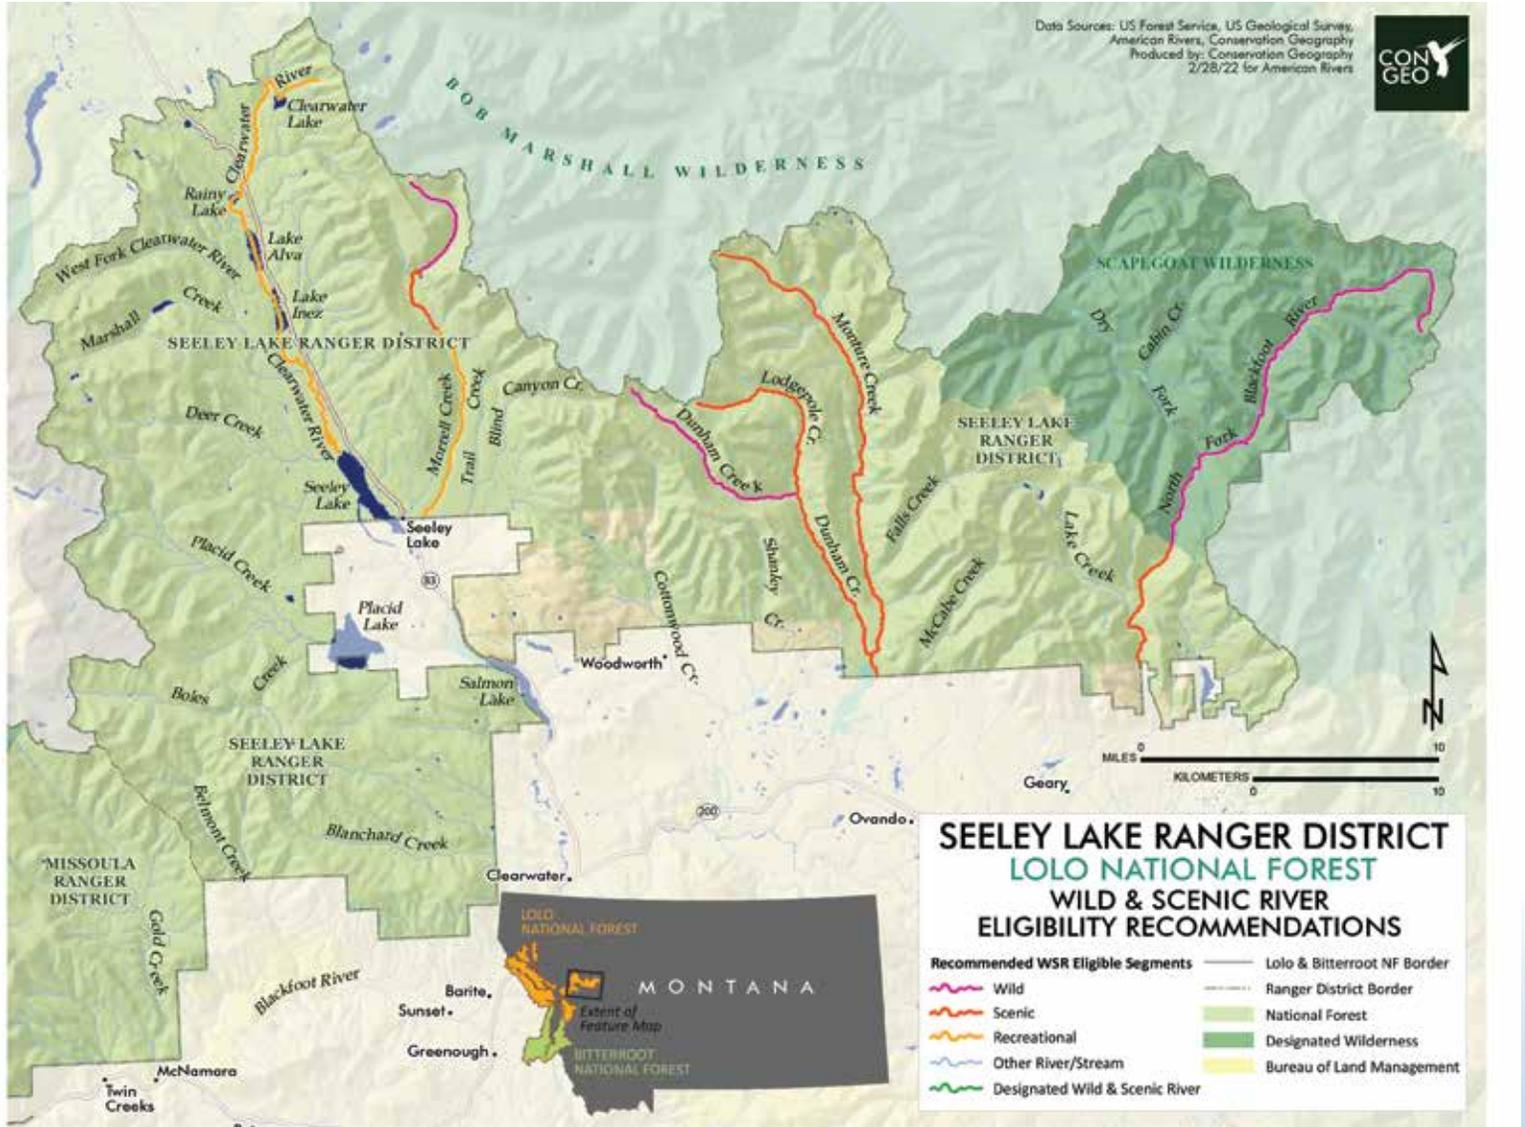 Data Sources: US Forest Service, US Geological Survey,
American Rivers, Conservation Geography
Produced by: Conservation Geography
2/28/22 for American Rivers
CON
GEO
BOB MARSHALL WILDERNESS
River
Clearwater
Lake
Clearwater
Rainy
Lake
Lake
Alva
West Fork Clearwater River
Lake
Inez
Marshall
Creek
SEELEY LAKE RANGER DISTRICT
Clearwater River
Deer Creek
Morrell Creek
Trail
Creek
Blind
Canyon Cr.
Seeley
Lake
Seeley
Lake
83
Placid Creek
Placid
Lake
Boles
Creek
Salmon
Lake
SEELEY LAKE
RANGER
DISTRICT
Belmont Creek
Blanchard Creek
MISSOULA
RANGER
DISTRICT
Gold Creek
Blackfoot River
Dunham Creek
Lodgepole Cr.
Monture Creek
Dunham Cr.
Shanley
Cr.
Cottonwood Cr.
Woodworth
Falls Creek
McCabe Creek
SEELEY LAKE
RANGER
DISTRICT
Lake Creek
SCAPEGOAT WILDERNESS
Dry
Cabin Cr.
Fork
North
Fork
Blackfoot
River
N
MILES
0
10
KILOMETERS
0
10
Geary
Ovando
200
Clearwater
Barite
Sunset
Greenough
McNamara
Twin
Creeks
LOLO
NATIONAL FOREST
MONTANA
Extent of
Feature Map
BITTERROOT
NATIONAL FOREST
SEELEY LAKE RANGER DISTRICT
LOLO NATIONAL FOREST
WILD & SCENIC RIVER
ELIGIBILITY RECOMMENDATIONS
Recommended WSR Eligible Segments
Wild
Scenic
Recreational
Other River/Stream
Designated Wild & Scenic River
Lolo & Bitterroot NF Border
Ranger District Border
National Forest
Designated Wilderness
Bureau of Land Management